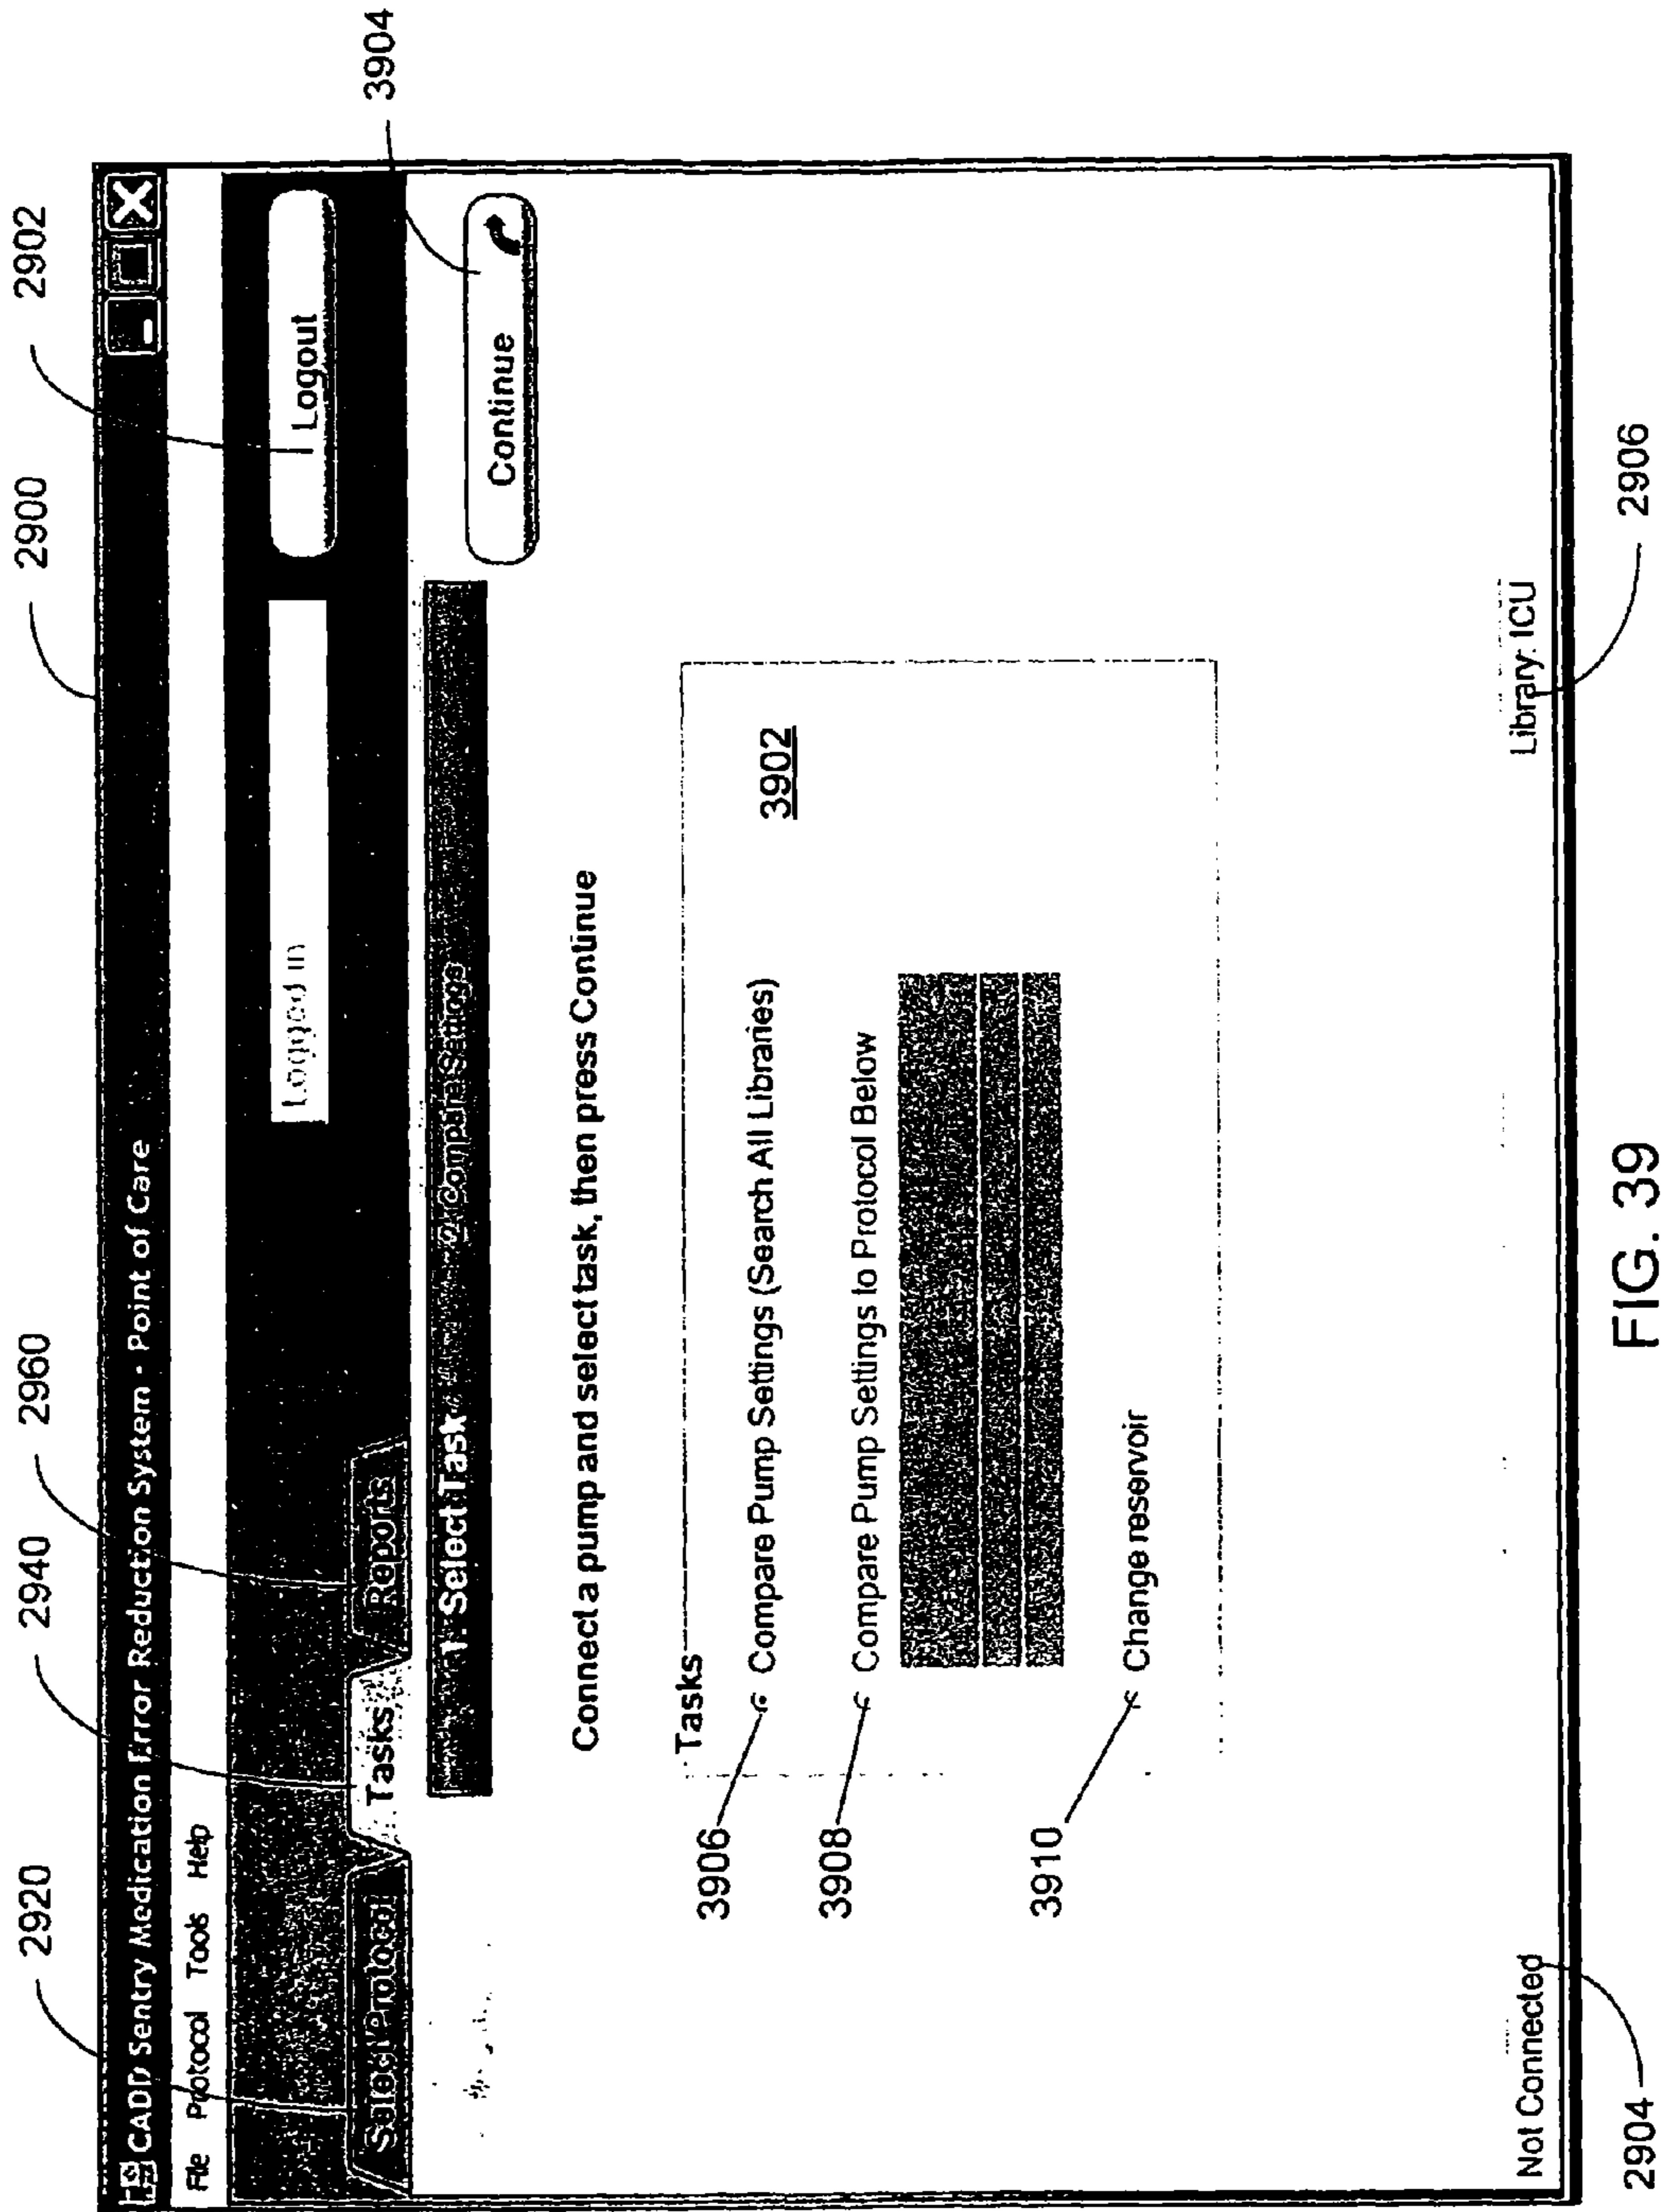 2920
2940
2960
2900
2902
CADD Sentry Medication Error Reduction System - Point of Care
File Protocol Tools Help
Logged in
Logout
Select Protocol
Tasks
Reports
3904
1. Select Task
2. Compare Settings
Continue
Connect a pump and select task, then press Continue
Tasks
3906
Compare Pump Settings (Search All Libraries)
3902
3908
Compare Pump Settings to Protocol Below
3910
Change reservoir
Not Connected
Library: ICU
2904
2906
FIG. 39